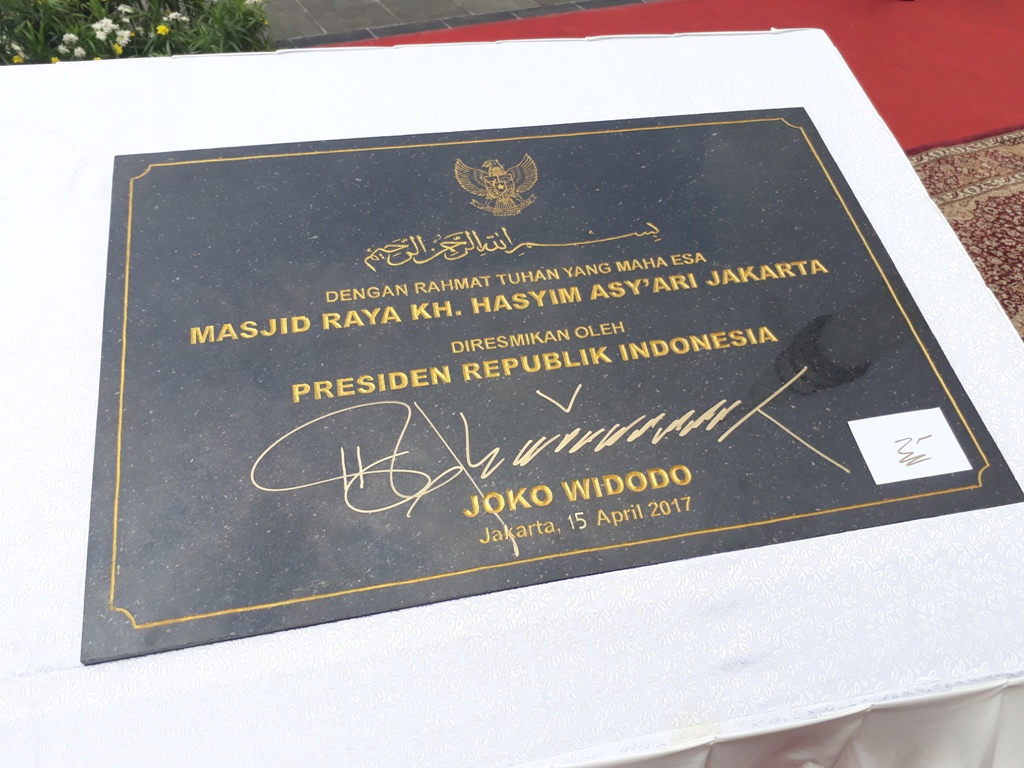 بسم الله الرحمن الرحيم
DENGAN RAHMAT TUHAN YANG MAHA ESA
MASJID RAYA KH. HASYIM ASY'ARI JAKARTA
DIRESMIKAN OLEH
PRESIDEN REPUBLIK INDONESIA
JOKO WIDODO
Jakarta, 15 April 2017